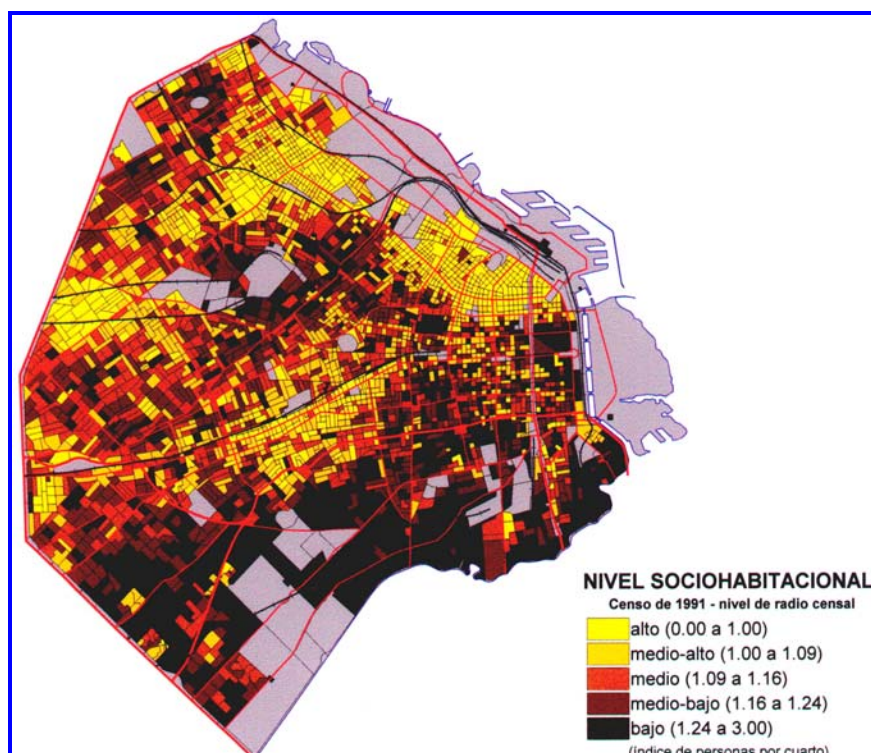 NIVEL SOCIOHABITACIONAL
Censo de 1991 - nivel de radio censal
alto (0.00 a 1.00)
medio-alto (1.00 a 1.09)
medio (1.09 a 1.16)
medio-bajo (1.16 a 1.24)
bajo (1.24 a 3.00)
(índice de personas por cuarto)